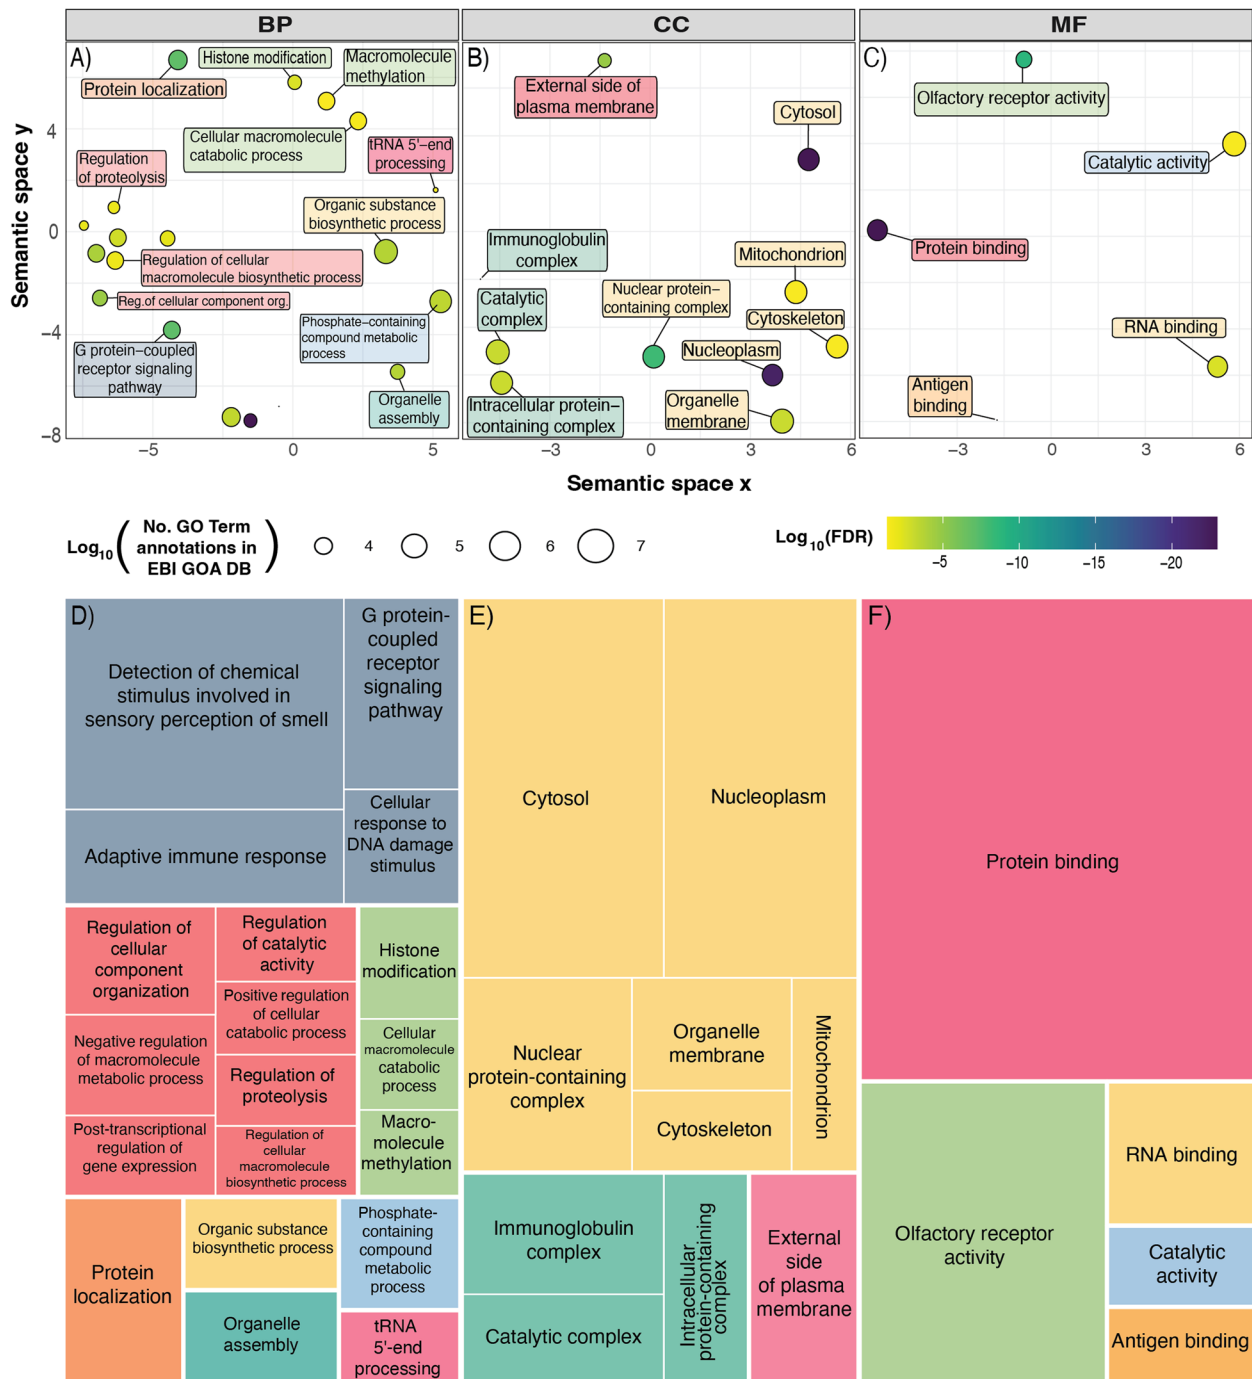 BP
CC
MF
A)
Protein localization
Histone modification
Macromolecule
methylation
Cellular macromolecule
catabolic process
tRNA 5'-end
processing
Regulation
of proteolysis
Organic substance
biosynthetic process
Regulation of cellular
macromolecule biosynthetic process
Reg.of cellular component org.
Phosphate-containing
compound metabolic
process
G protein-coupled
receptor signaling
pathway
Organelle
assembly
B)
External side of
plasma membrane
Cytosol
Immunoglobulin
complex
Mitochondrion
Catalytic
complex
Nuclear protein-
containing complex
Cytoskeleton
Nucleoplasm
Organelle
membrane
Intracellular protein-
containing complex
C)
Olfactory receptor activity
Catalytic activity
Protein binding
RNA binding
Antigen
binding
Semantic space y
4
0
−4
−8
−5
0
5
−3
0
3
6
−3
0
3
6
Semantic space x
Log10
No. GO Term
annotations in
EBI GOA DB
4
5
6
7
Log10(FDR)
−5
−10
−15
−20
D)
Detection of chemical
stimulus involved in
sensory perception of smell
G protein-
coupled
receptor
signaling
pathway
Adaptive immune response
Cellular
response to
DNA damage
stimulus
Regulation of
cellular
component
organization
Regulation
of catalytic
activity
Histone
modification
Positive regulation
of cellular
catabolic process
Negative regulation
of macromolecule
metabolic process
Cellular
macromolecule
catabolic
process
Regulation of
proteolysis
Post-transcriptional
regulation of
gene expression
Regulation of
cellular
macromolecule
biosynthetic process
Macro-
molecule
methylation
Protein
localization
Organic substance
biosynthetic process
Phosphate-
containing
compound
metabolic
process
Organelle
assembly
tRNA
5'-end
processing
E)
Cytosol
Nucleoplasm
Nuclear
protein-containing
complex
Organelle
membrane
Cytoskeleton
Mitochondrion
Immunoglobulin
complex
Catalytic complex
Intracellular
protein-containing
complex
External
side
of plasma
membrane
F)
Protein binding
Olfactory receptor
activity
RNA binding
Catalytic
activity
Antigen binding